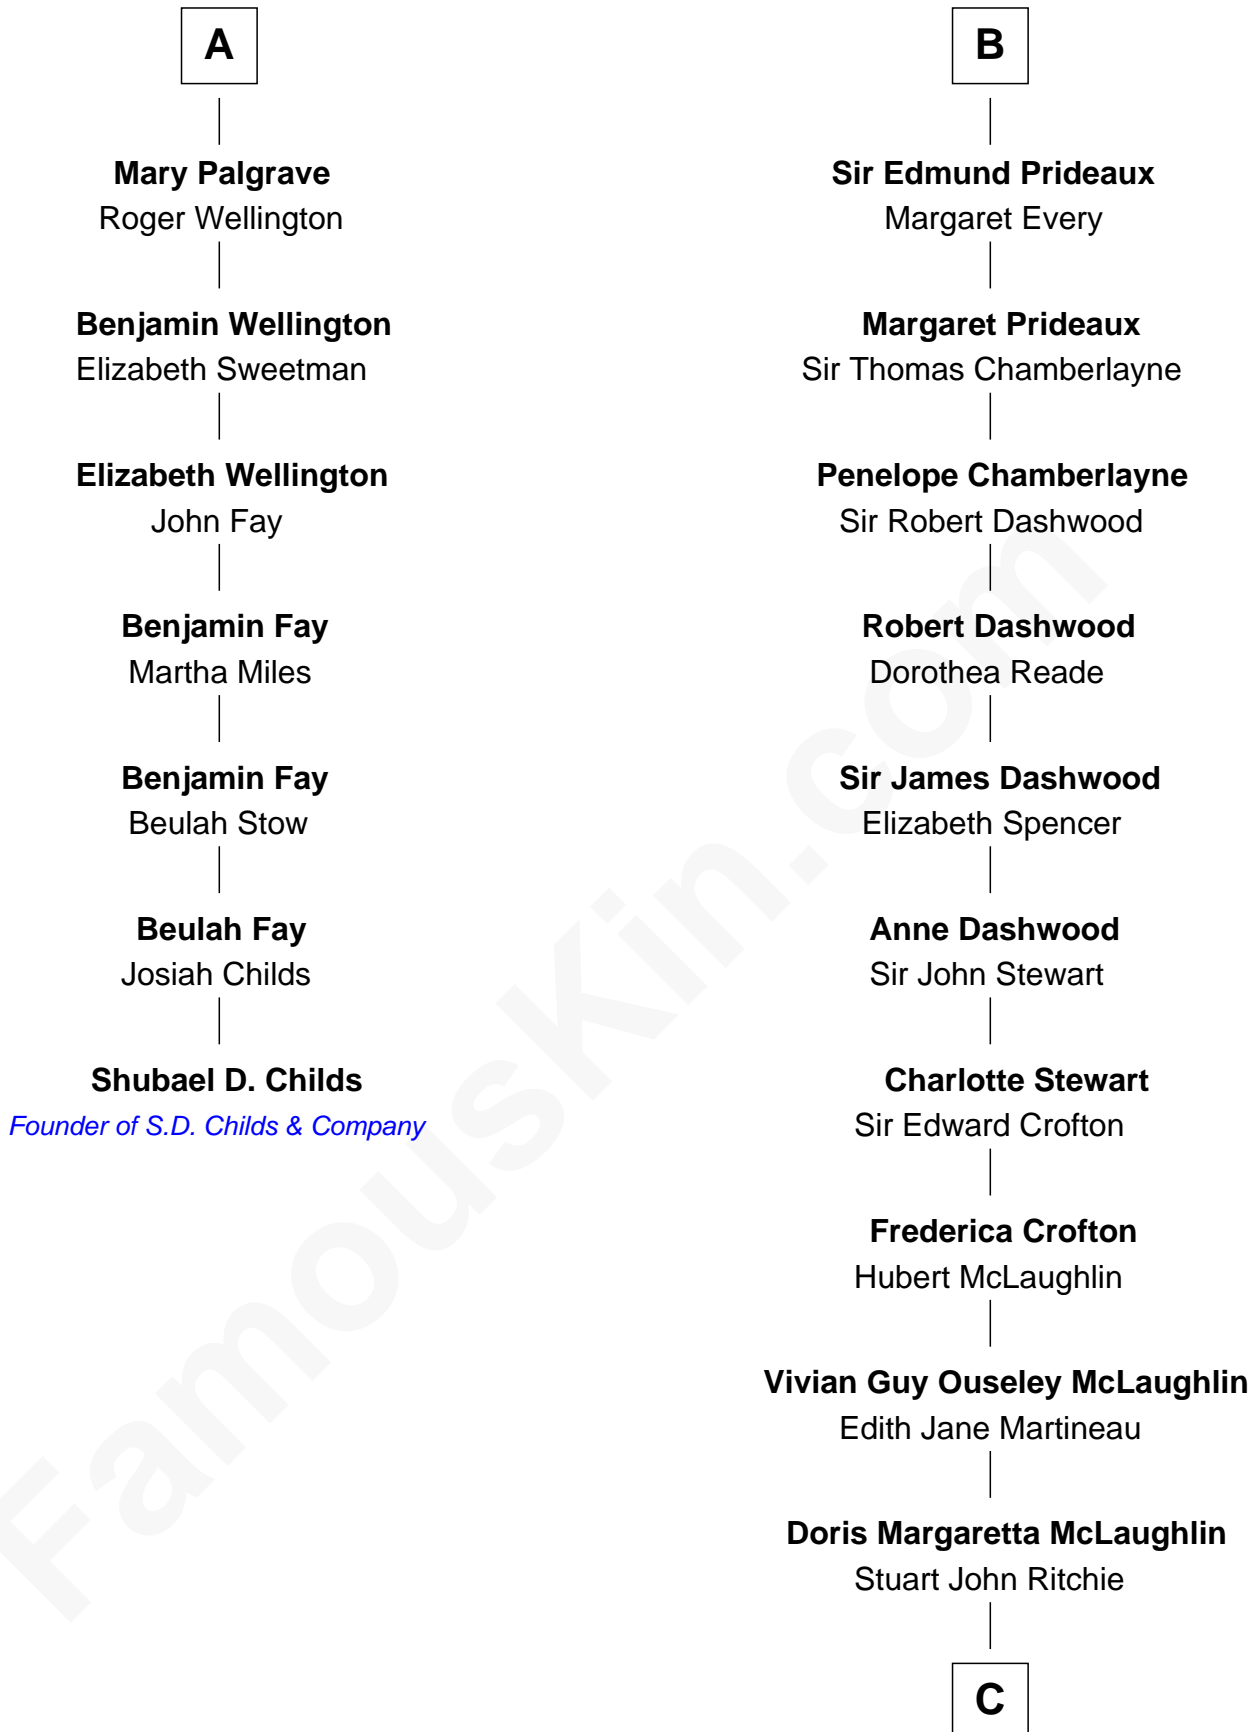 A
Mary Palgrave
Roger Wellington
Benjamin Wellington
Elizabeth Sweetman
Elizabeth Wellington
John Fay
Benjamin Fay
Martha Miles
Benjamin Fay
Beulah Stow
Beulah Fay
Josiah Childs
Shubael D. Childs
Founder of S.D. Childs & Company
B
Sir Edmund Prideaux
Margaret Every
Margaret Prideaux
Sir Thomas Chamberlayne
Penelope Chamberlayne
Sir Robert Dashwood
Robert Dashwood
Dorothea Reade
Sir James Dashwood
Elizabeth Spencer
Anne Dashwood
Sir John Stewart
Charlotte Stewart
Sir Edward Crofton
Frederica Crofton
Hubert McLaughlin
Vivian Guy Ouseley McLaughlin
Edith Jane Martineau
Doris Margaretta McLaughlin
Stuart John Ritchie
C
FamousKin.com